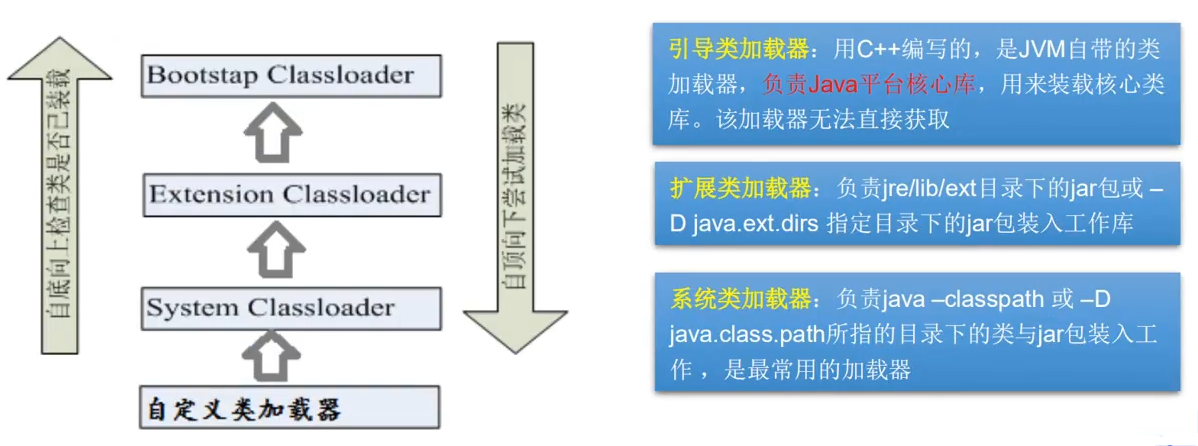 自底向上检查类是否已装载
Bootstap Classloader
Extension Classloader
System Classloader
自定义类加载器
自顶向下尝试加载类
引导类加载器：用C++编写的，是JVM自带的类
加载器，负责Java平台核心库，用来装载核心类
库。该加载器无法直接获取
扩展类加载器：负责jre/lib/ext目录下的jar包或 –
D java.ext.dirs 指定目录下的jar包装入工作库
系统类加载器：负责java –classpath 或 –D
java.class.path所指的目录下的类与jar包装入工
作 ，是最常用的加载器